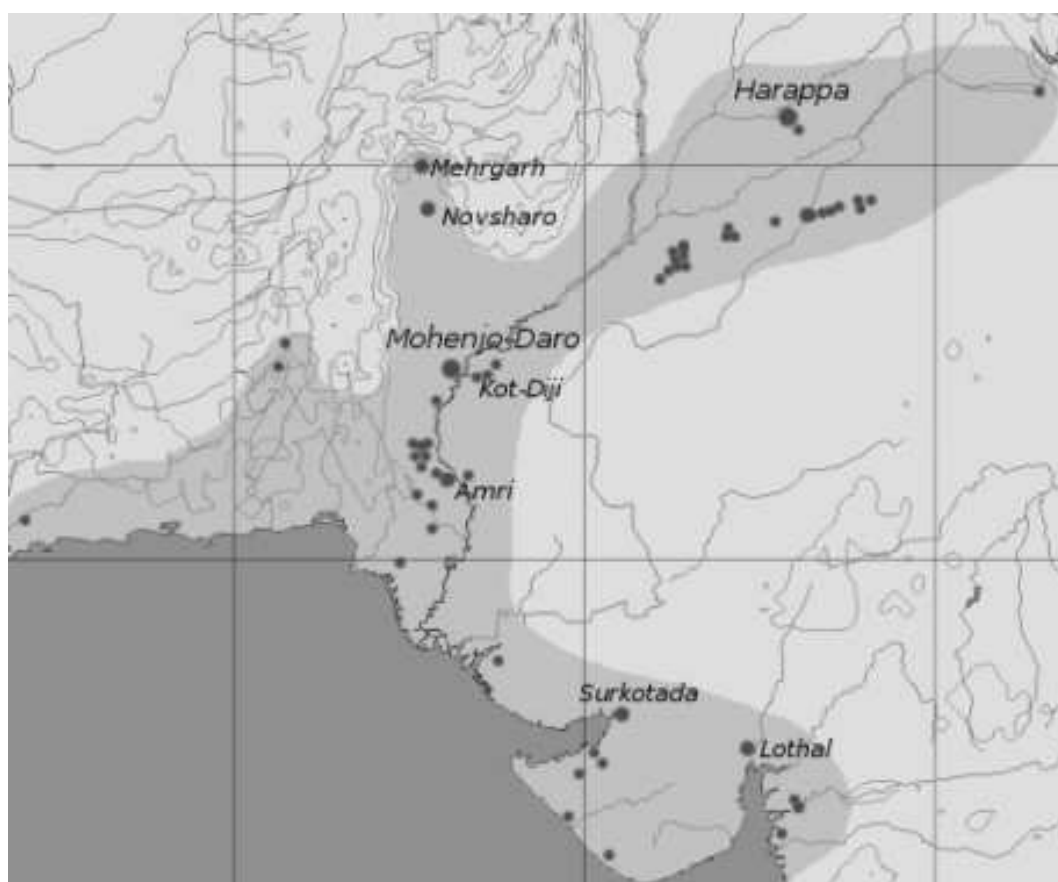 Harappa
Mehrgarh
Novsharo
Mohenjo-Daro
Kot-Diji
Amri
Surkotada
Lothal